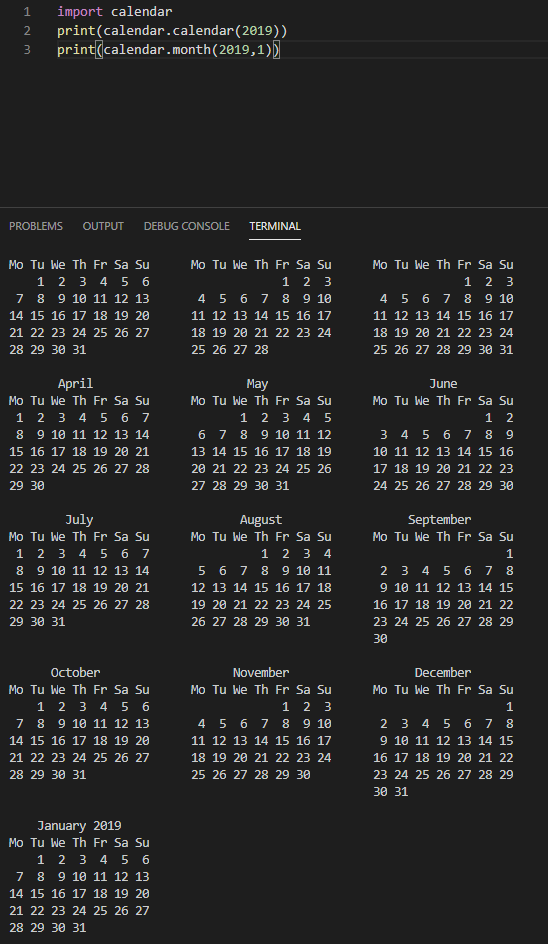 1 import calendar
2 print(calendar.calendar(2019))
3 print(calendar.month(2019,1))
PROBLEMS OUTPUT DEBUG CONSOLE TERMINAL
Mo Tu We Th Fr Sa Su      Mo Tu We Th Fr Sa Su      Mo Tu We Th Fr Sa Su
    1  2  3  4  5  6                   1  2  3                   1  2  3
 7  8  9 10 11 12 13       4  5  6  7  8  9 10       4  5  6  7  8  9 10
14 15 16 17 18 19 20      11 12 13 14 15 16 17      11 12 13 14 15 16 17
21 22 23 24 25 26 27      18 19 20 21 22 23 24      18 19 20 21 22 23 24
28 29 30 31               25 26 27 28               25 26 27 28 29 30 31
       April                      May                       June
Mo Tu We Th Fr Sa Su      Mo Tu We Th Fr Sa Su      Mo Tu We Th Fr Sa Su
 1  2  3  4  5  6  7             1  2  3  4  5                      1  2
 8  9 10 11 12 13 14       6  7  8  9 10 11 12       3  4  5  6  7  8  9
15 16 17 18 19 20 21      13 14 15 16 17 18 19      10 11 12 13 14 15 16
22 23 24 25 26 27 28      20 21 22 23 24 25 26      17 18 19 20 21 22 23
29 30                     27 28 29 30 31            24 25 26 27 28 29 30
        July                     August                  September
Mo Tu We Th Fr Sa Su      Mo Tu We Th Fr Sa Su      Mo Tu We Th Fr Sa Su
 1  2  3  4  5  6  7                1  2  3  4                         1
 8  9 10 11 12 13 14       5  6  7  8  9 10 11       2  3  4  5  6  7  8
15 16 17 18 19 20 21      12 13 14 15 16 17 18       9 10 11 12 13 14 15
22 23 24 25 26 27 28      19 20 21 22 23 24 25      16 17 18 19 20 21 22
29 30 31                  26 27 28 29 30 31         23 24 25 26 27 28 29
                                                    30
      October                   November                  December
Mo Tu We Th Fr Sa Su      Mo Tu We Th Fr Sa Su      Mo Tu We Th Fr Sa Su
    1  2  3  4  5  6                   1  2  3                         1
 7  8  9 10 11 12 13       4  5  6  7  8  9 10       2  3  4  5  6  7  8
14 15 16 17 18 19 20      11 12 13 14 15 16 17       9 10 11 12 13 14 15
21 22 23 24 25 26 27      18 19 20 21 22 23 24      16 17 18 19 20 21 22
28 29 30 31               25 26 27 28 29 30         23 24 25 26 27 28 29
                                                    30 31
    January 2019
Mo Tu We Th Fr Sa Su
    1  2  3  4  5  6
 7  8  9 10 11 12 13
14 15 16 17 18 19 20
21 22 23 24 25 26 27
28 29 30 31